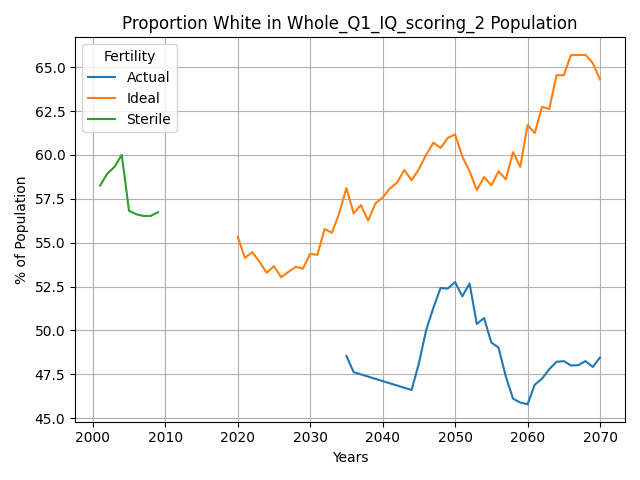 Proportion White in Whole_Q1_IQ_scoring_2 Population
Fertility
Actual
Ideal
Sterile
% of Population
65.0
62.5
60.0
57.5
55.0
52.5
50.0
47.5
45.0
2000 2010 2020 2030 2040 2050 2060 2070
Years